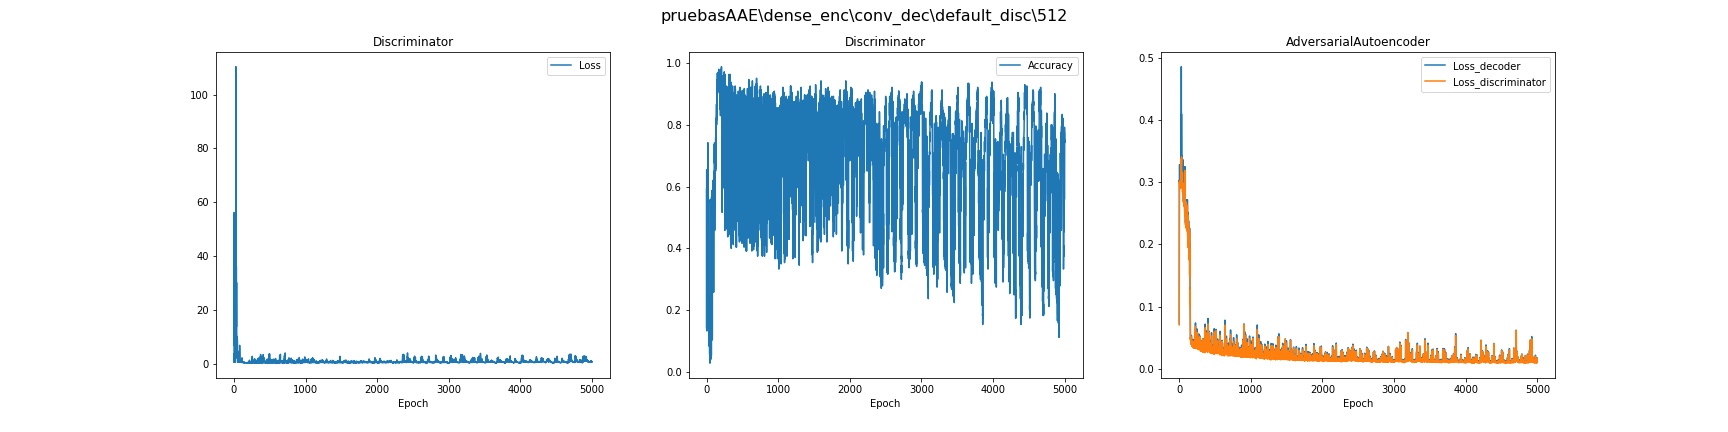 pruebasAAE\dense_enc\conv_dec\default_disc\512
Discriminator
Loss
100
80
60
40
20
0
0 1000 2000 3000 4000 5000
Epoch
Discriminator
Accuracy
1.0
0.8
0.6
0.4
0.2
0.0
0 1000 2000 3000 4000 5000
Epoch
AdversarialAutoencoder
Loss_decoder
Loss_discriminator
0.5
0.4
0.3
0.2
0.1
0.0
0 1000 2000 3000 4000 5000
Epoch